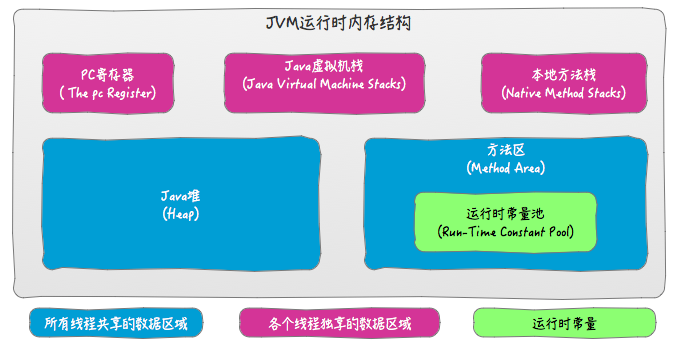 JVM运行时内存结构
PC寄存器
( The pc Register)
Java虚拟机栈
(Java Virtual Machine Stacks)
本地方法栈
(Native Method Stacks)
Java堆
(Heap)
方法区
(Method Area)
运行时常量池
(Run-Time Constant Pool)
所有线程共享的数据区域
各个线程独享的数据区域
运行时常量